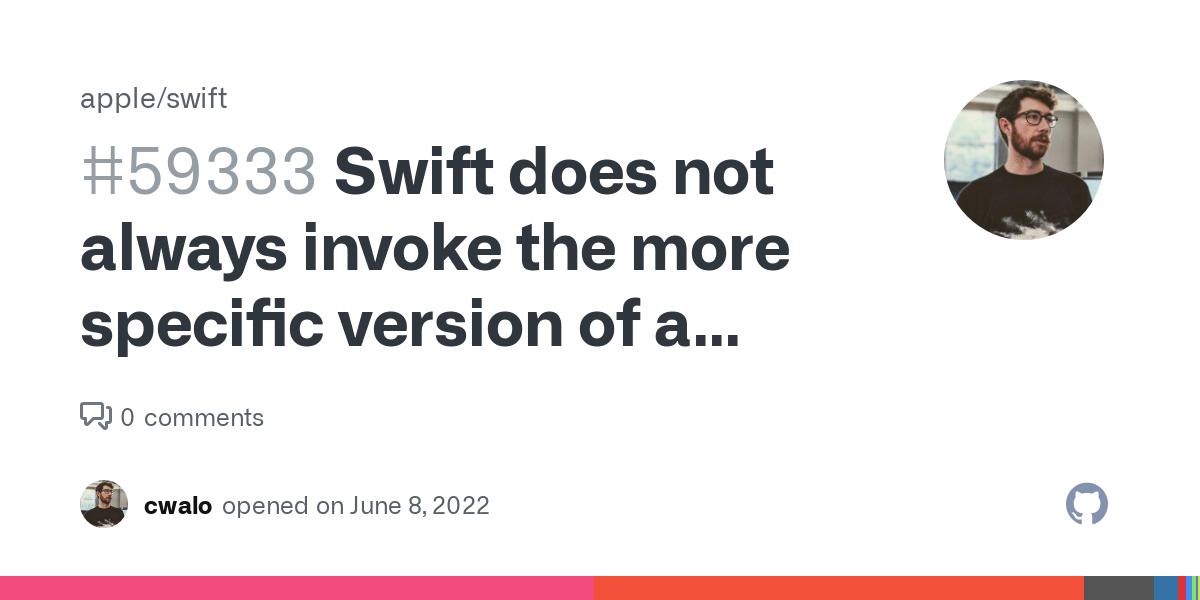 apple/swift
#59333 Swift does not
always invoke the more
specific version of a...
0 comments
cwalo opened on June 8, 2022